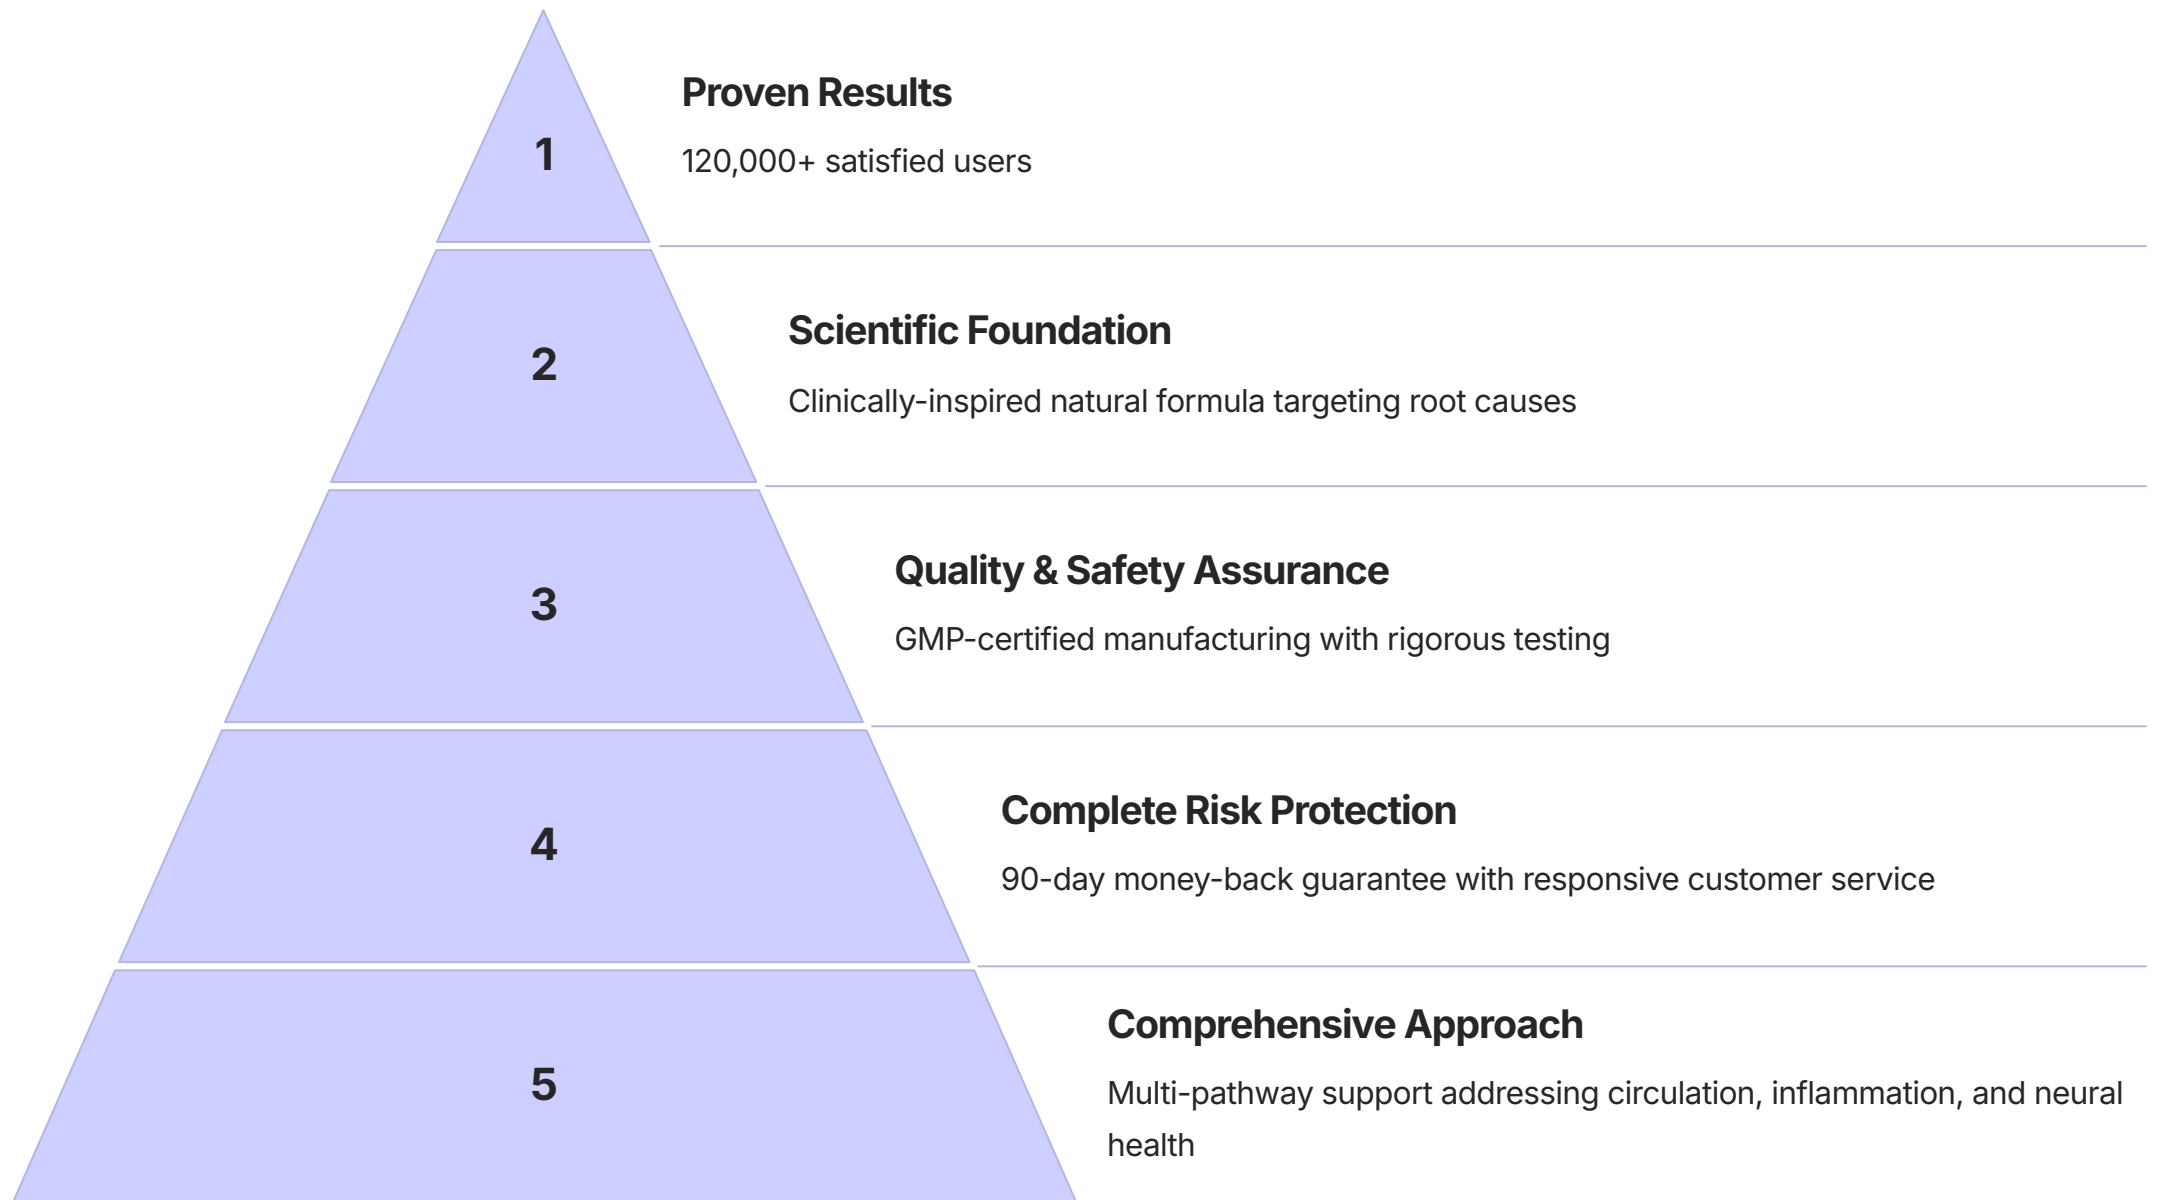 1
Proven Results
120,000+ satisfied users
2
Scientific Foundation
Clinically-inspired natural formula targeting root causes
3
Quality & Safety Assurance
GMP-certified manufacturing with rigorous testing
4
Complete Risk Protection
90-day money-back guarantee with responsive customer service
5
Comprehensive Approach
Multi-pathway support addressing circulation, inflammation, and neural
health